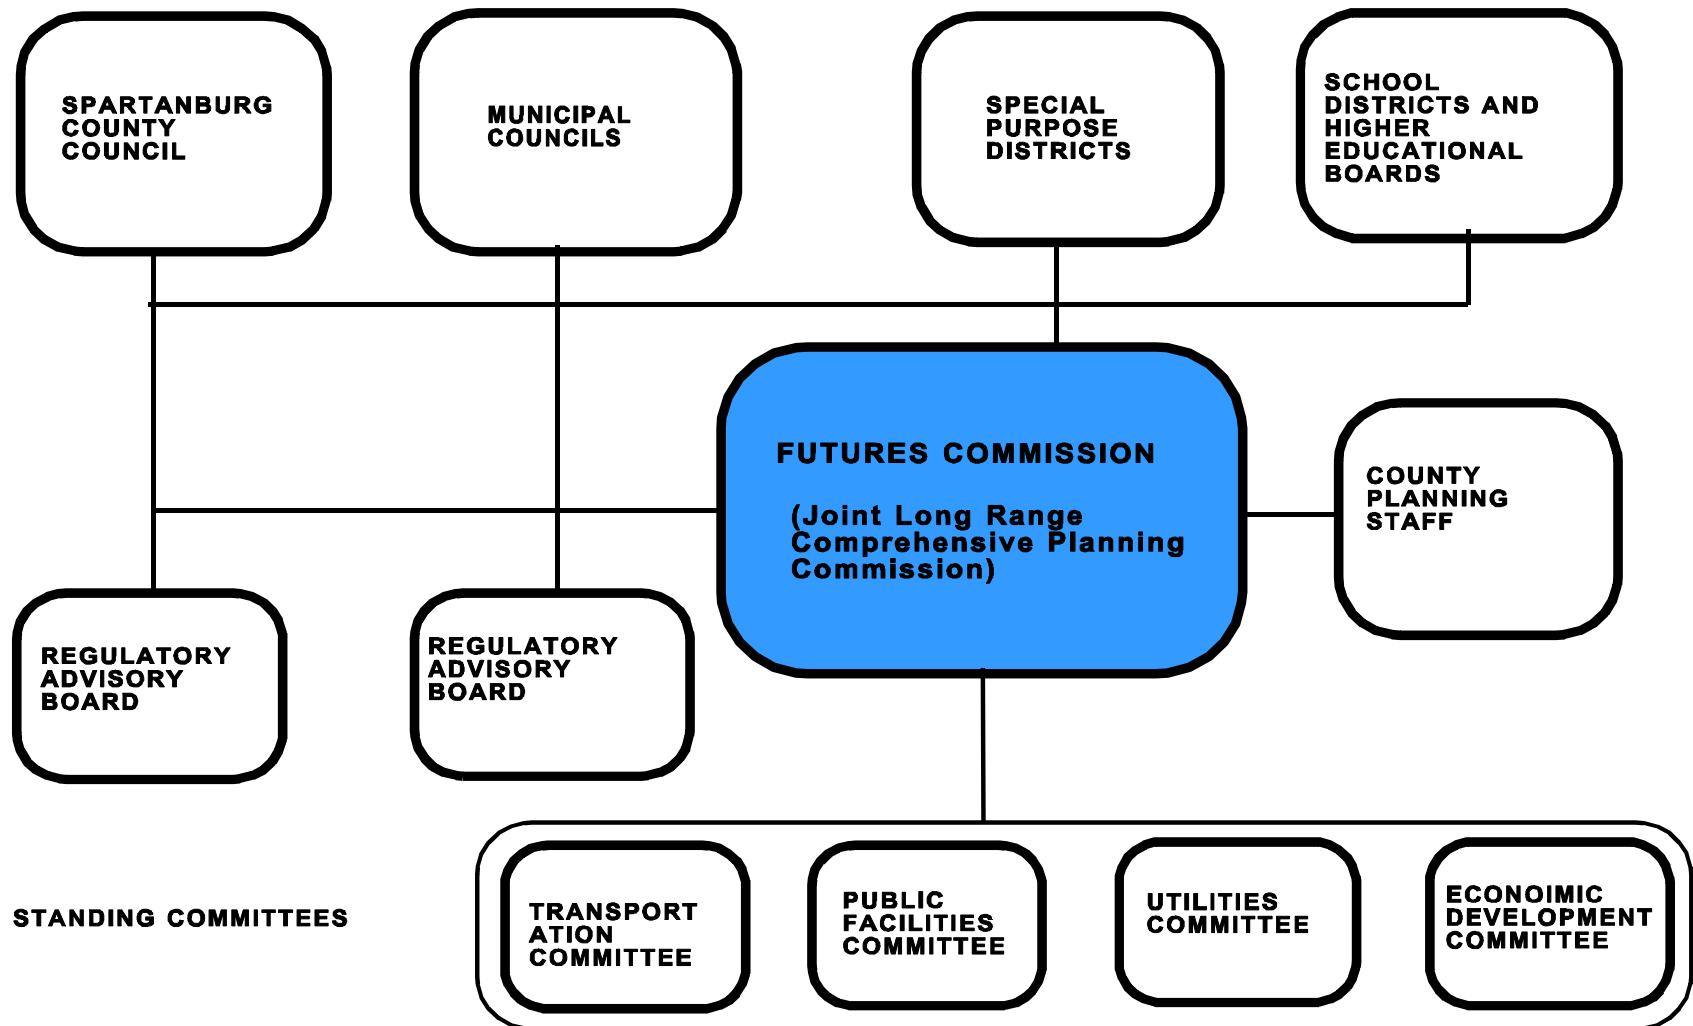 SPARTANBURG
COUNTY
COUNCIL
MUNICIPAL
COUNCILS
SPECIAL
PURPOSE
DISTRICTS
SCHOOL
DISTRICTS AND
HIGHER
EDUCATIONAL
BOARDS
FUTURES COMMISSION
(Joint Long Range
Comprehensive Planning
Commission)
COUNTY
PLANNING
STAFF
REGULATORY
ADVISORY
BOARD
REGULATORY
ADVISORY
BOARD
STANDING COMMITTEES
TRANSPORT
ATION
COMMITTEE
PUBLIC
FACILITIES
COMMITTEE
UTILITIES
COMMITTEE
ECONOIMIC
DEVELOPMENT
COMMITTEE